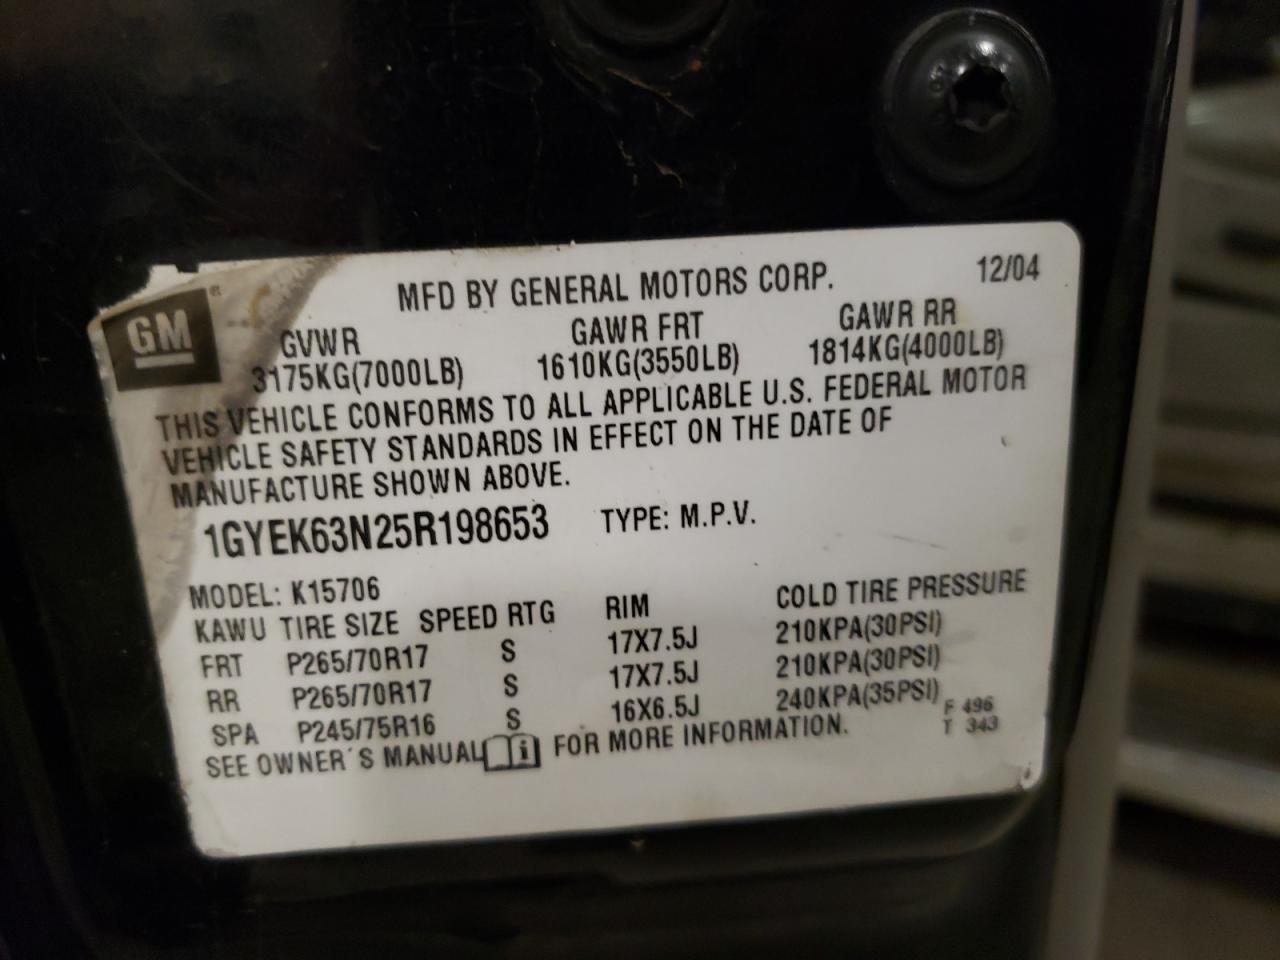 GM ®
MFD BY GENERAL MOTORS CORP. 12/04
GVWR GAWR FRT GAWR RR
3175KG(7000LB) 1610KG(3550LB) 1814KG(4000LB)
THIS VEHICLE CONFORMS TO ALL APPLICABLE U.S. FEDERAL MOTOR
VEHICLE SAFETY STANDARDS IN EFFECT ON THE DATE OF
MANUFACTURE SHOWN ABOVE.
1GYEK63N25R198653 TYPE: M.P.V.
MODEL: K15706
KAWU TIRE SIZE SPEED RTG RIM COLD TIRE PRESSURE
FRT P265/70R17 S 17X7.5J 210KPA(30PSI)
RR P265/70R17 S 17X7.5J 210KPA(30PSI)
SPA P245/75R16 S 16X6.5J 240KPA(35PSI)
SEE OWNER´S MANUAL FOR MORE INFORMATION.
F 496
T 343